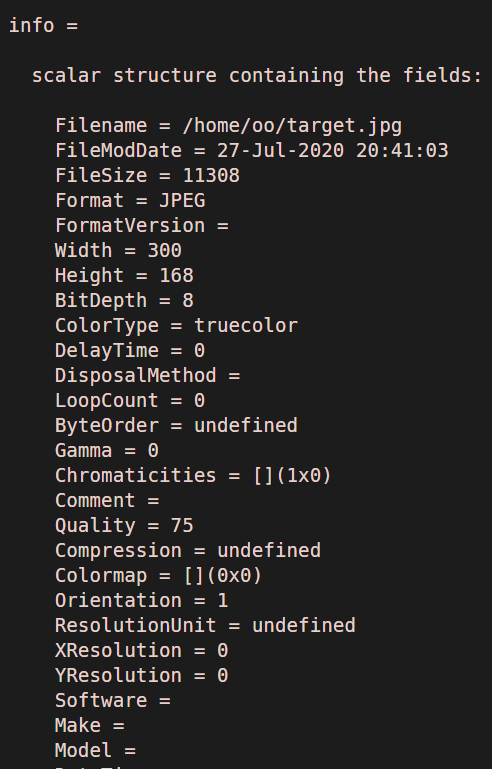 info =
scalar structure containing the fields:
Filename = /home/oo/target.jpg
FileModDate = 27-Jul-2020 20:41:03
FileSize = 11308
Format = JPEG
FormatVersion =
Width = 300
Height = 168
BitDepth = 8
ColorType = truecolor
DelayTime = 0
DisposalMethod =
LoopCount = 0
ByteOrder = undefined
Gamma = 0
Chromaticities = [](1x0)
Comment =
Quality = 75
Compression = undefined
Colormap = [](0x0)
Orientation = 1
ResolutionUnit = undefined
XResolution = 0
YResolution = 0
Software =
Make =
Model =